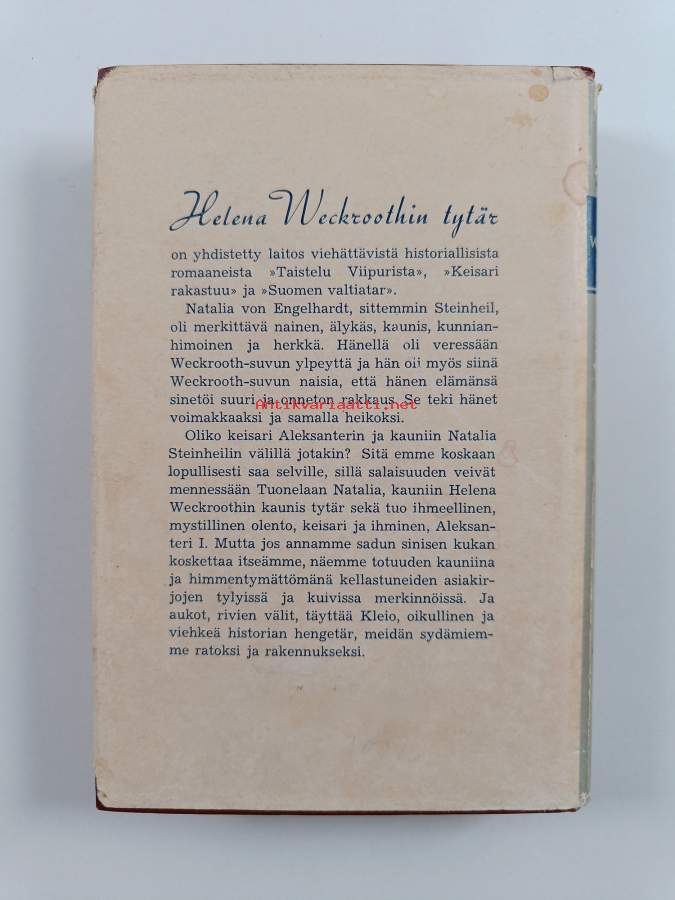 Helena Weckroothin tytär
on yhdistetty laitos viehättävistä historiallisista
romaaneista »Taistelu Viipurista», »Keisari
rakastuu» ja »Suomen valtiatar».
Natalia von Engelhardt, sittemmin Steinheil,
oli merkittävä nainen, älykäs, kaunis, kunnian-
himoinen ja herkkä. Hänellä oli veressään
Weckrooth-suvun ylpeyttä ja hän oli myös siinä
Weckrooth-suvun naisia, että hänen elämänsä
sinetöi suuri ja onneton rakkaus. Se teki hänet
Antikvariaatti.net
voimakkaaksi ja samalla heikoksi.
Oliko keisari Aleksanterin ja kauniin Natalia
Steinheilin välillä jotakin? Sitä emme koskaan
lopullisesti saa selville, sillä salaisuuden veivät
mennessään Tuonelaan Natalia, kauniin Helena
Weckroothin kaunis tytär sekä tuo ihmeellinen,
mystillinen olento, keisari ja ihminen, Aleksan-
teri I. Mutta jos annamme sadun sinisen kukan
koskettaa itseämme, näemme totuuden kauniina
ja himmentymättömänä kellastuneiden asiakir-
jojen tylyissä ja kuivissa merkinnöissä. Ja
aukot, rivien välit, täyttää Kleio, oikullinen ja
viehkeä historian hengetär, meidän sydämiem-
me ratoksi ja rakennukseksi.